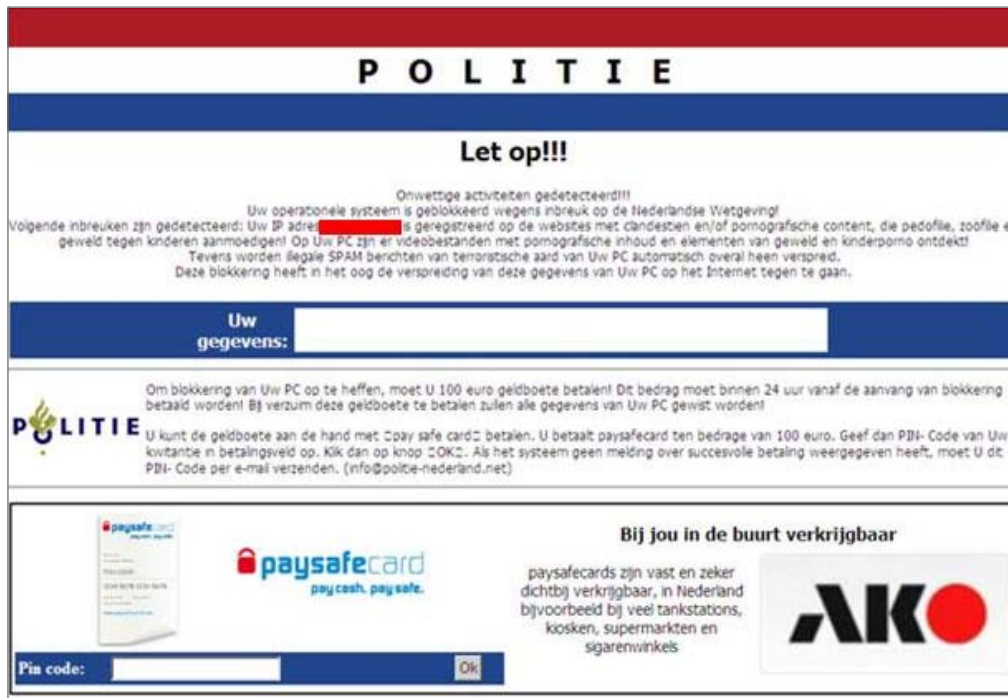 POLITIE
Let op!!!
Onwettige activiteiten gedetecteerd!!!
Uw operationele systeem is geblokkeerd wegens inbreuk op de Nederlandse Wetgeving!
Volgende inbreuken zijn gedetecteerd: Uw IP adres is geregistreerd op de websites met clandestien en/of pornografische content, die pedofilie, zoofilie e
geweld tegen kinderen aanmoedigen! Op Uw PC zijn er videobestanden met pornografische inhoud en elementen van geweld en kinderporno ontdekt!
Tevens worden illegale SPAM berichten van terroristische aard van Uw PC automatisch overal heen verspreid.
Deze blokkering heeft in het oog de verspreiding van deze gegevens van Uw PC op het Internet tegen te gaan.
Uw
gegevens:
Om blokkering van Uw PC op te heffen, moet U 100 euro geldboete betalen! Dit bedrag moet binnen 24 uur vanaf de aanvang van blokkering
betaald worden! Bij verzuim deze geldboete te betalen zullen alle gegevens van Uw PC gewist worden!
POLITIE
U kunt de geldboete aan de hand met pay safe card betalen. U betaalt paysafecard ten bedrage van 100 euro. Geef dan PIN- Code van Uw
kwitantie in betalingsveld op. Klik dan op knop OK. Als het systeem geen melding over succesvolle betaling weergegeven heeft, moet U dit
PIN- Code per e-mail verzenden. (info@politie-nederland.net)
paysafecard
paysafecard
pay cash. pay safe.
Bij jou in de buurt verkrijgbaar
paysafecards zijn vast en zeker
dichtbij verkrijgbaar, in Nederland
bijvoorbeeld bij veel tankstations,
kiosken, supermarkten en
sigarenwinkels
AKO
Pin code:
Ok